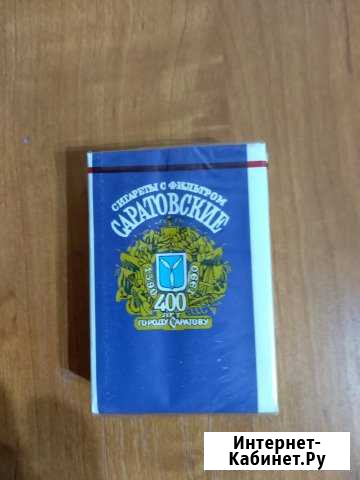 СИГАРЕТЫ С ФИЛЬТРОМ
САРАТОВСКИЕ
1590 1990
400
ЛЕТ
ГОРОДУ САРАТОВУ
Интернет-
Кабинет.Ру